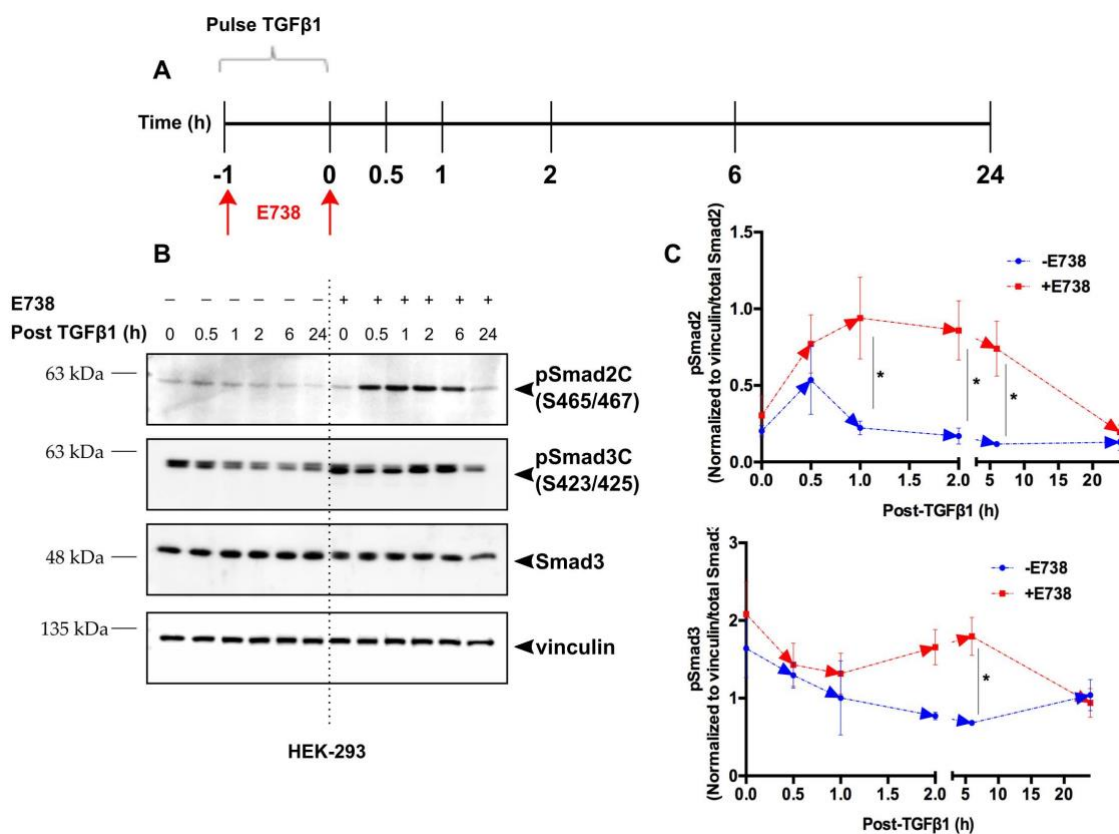 Pulse TGFβ1
A
Time (h)
-1 0 0.5 1 2 6 24
E738
B
E738 – – – – – – + + + + + +
Post TGFβ1 (h) 0 0.5 1 2 6 24 0 0.5 1 2 6 24
63 kDa
pSmad2C
(S465/467)
63 kDa
pSmad3C
(S423/425)
48 kDa
Smad3
135 kDa
vinculin
HEK-293
C
pSmad2
(Normalized to vinculin/total Smad2)
1.5
1.0
0.5
0.0
-E738
+E738
*
*
*
0.0 0.5 1.0 1.5 2.0 5 10 15 20
Post-TGFβ1 (h)
pSmad3
(Normalized to vinculin/total Smad3
3
2
1
0
-E738
+E738
*
0.0 0.5 1.0 1.5 2.0 5 10 15 20
Post-TGFβ1 (h)